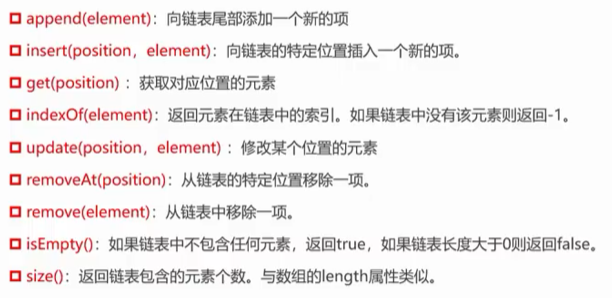 append(element)：向链表尾部添加一个新的项
insert(position，element)：向链表的特定位置插入一个新的项。
get(position) ：获取对应位置的元素
indexOf(element)：返回元素在链表中的索引。如果链表中没有该元素则返回-1。
update(position，element) ：修改某个位置的元素
removeAt(position)：从链表的特定位置移除一项。
remove(element)：从链表中移除一项。
isEmpty()：如果链表中不包含任何元素，返回true，如果链表长度大于0则返回false。
size()：返回链表包含的元素个数。与数组的length属性类似。